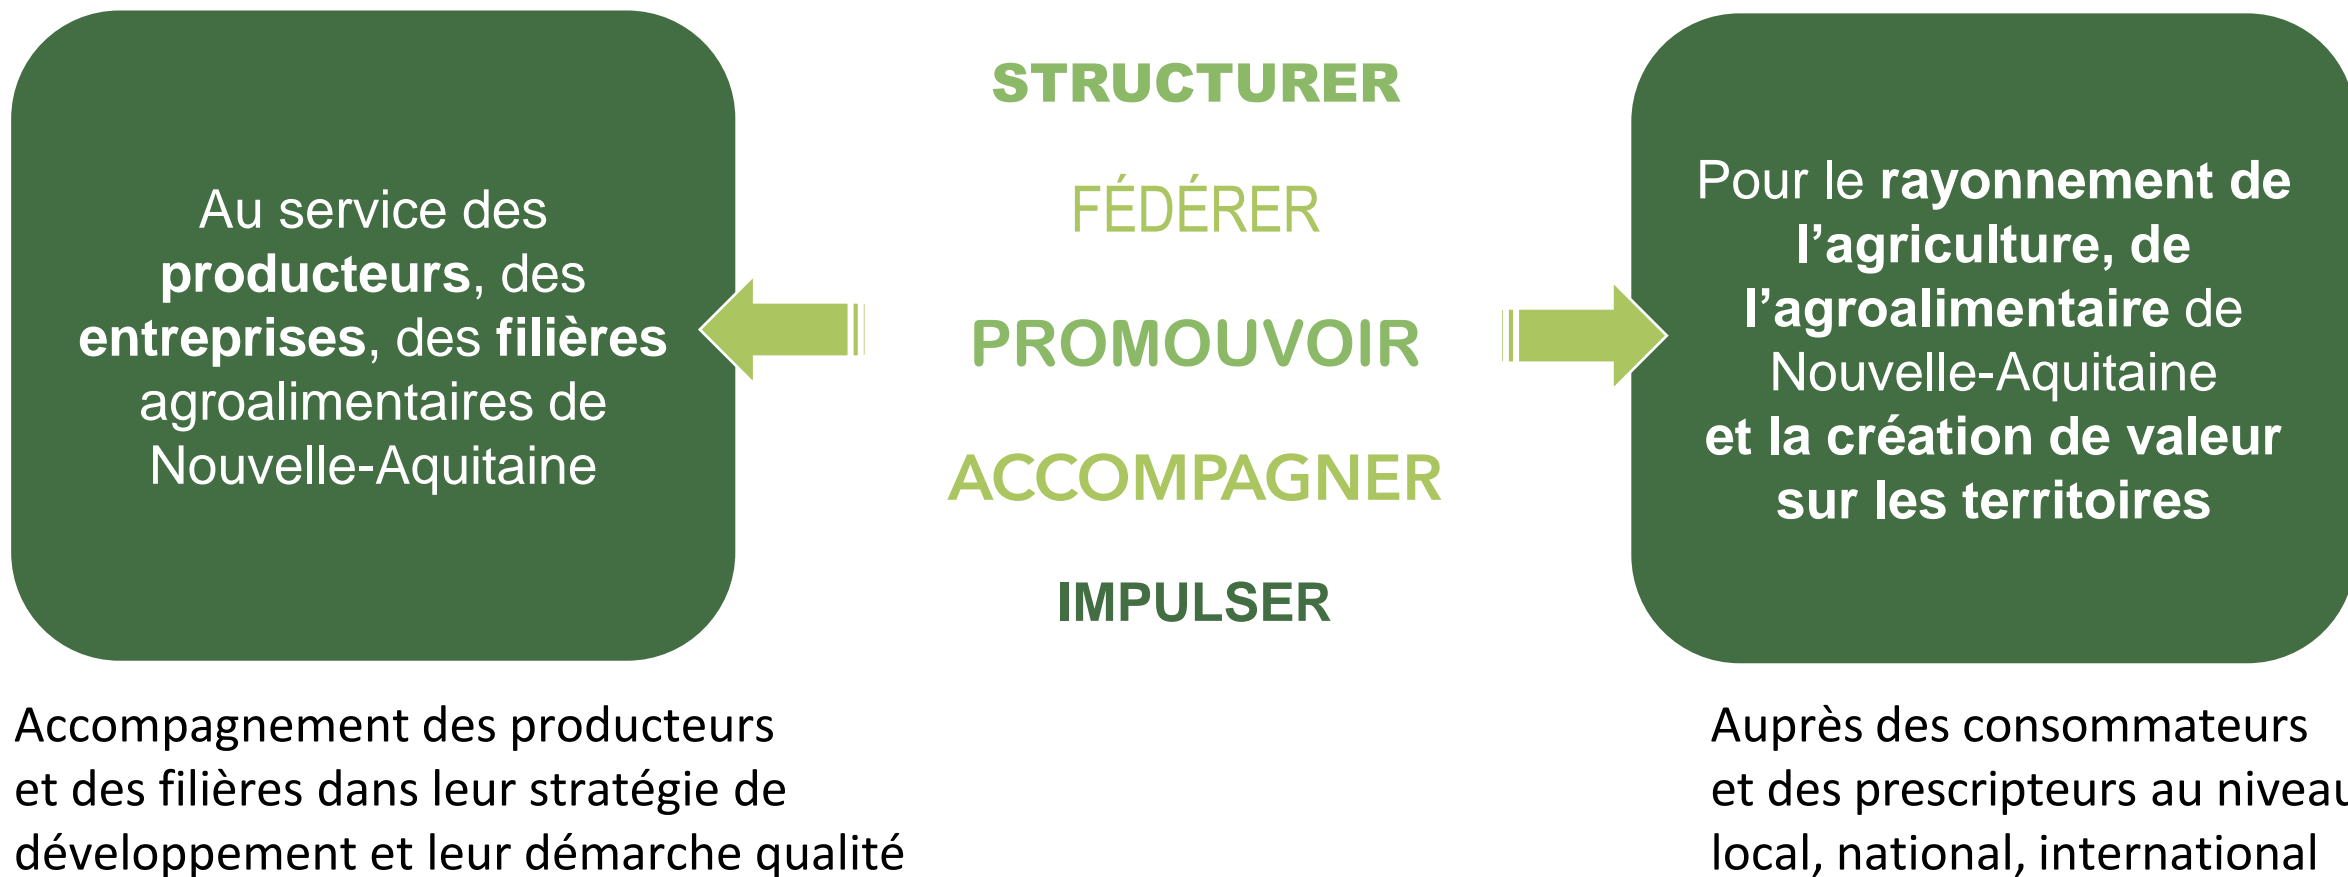 Au service des
producteurs, des
entreprises, des filières
agroalimentaires de
Nouvelle-Aquitaine
STRUCTURER
FÉDÉRER
PROMOUVOIR
ACCOMPAGNER
IMPULSER
Pour le rayonnement de
l’agriculture, de
l’agroalimentaire de
Nouvelle-Aquitaine
et la création de valeur
sur les territoires
Accompagnement des producteurs
et des filières dans leur stratégie de
développement et leur démarche qualité
Auprès des consommateurs
et des prescripteurs au niveau
local, national, international